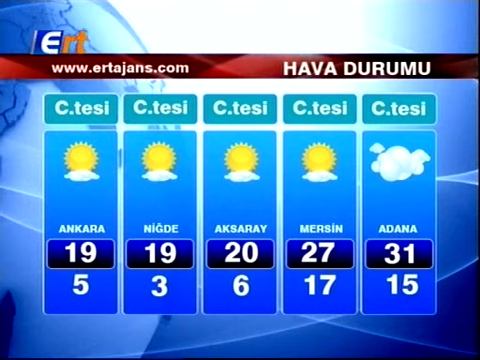 Ert
www.ertajans.com HAVA DURUMU
C.tesi C.tesi C.tesi C.tesi C.tesi
ANKARA NİĞDE AKSARAY MERSİN ADANA
19 19 20 27 31
5 3 6 17 15